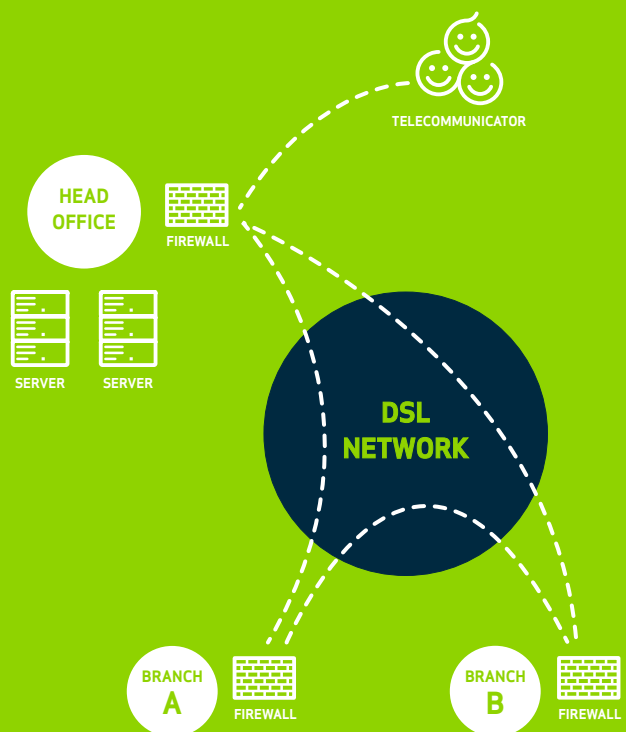 TELECOMMUNICATOR
HEAD
OFFICE
FIREWALL
SERVER
SERVER
DSL
NETWORK
BRANCH
A
FIREWALL
BRANCH
B
FIREWALL